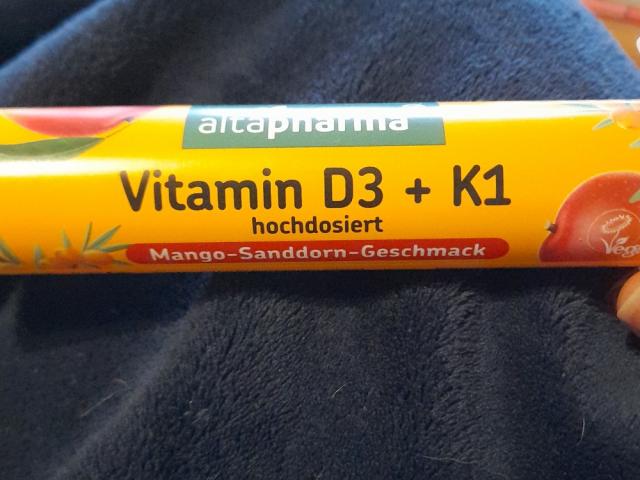 altapharma
Vitamin D3 + K1
hochdosiert
Mango-Sanddorn-Geschmack